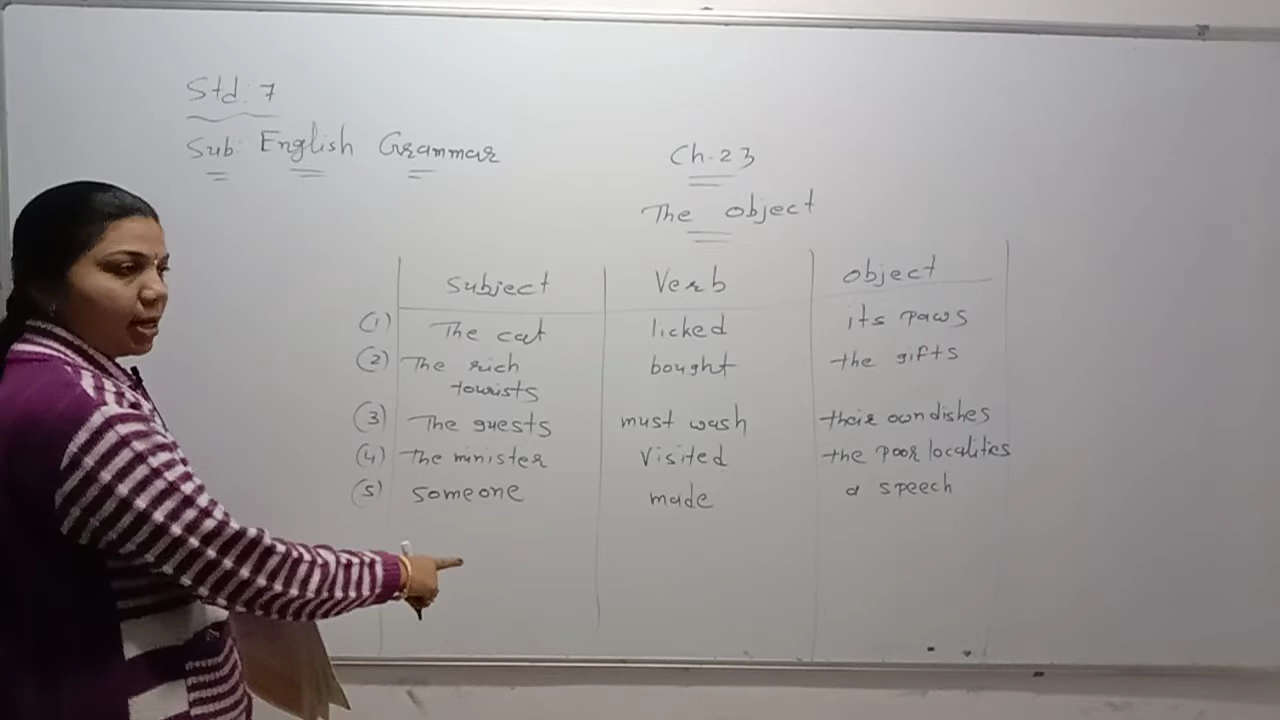 Std. 7
Sub: English Grammar
Ch. 23
The object
Subject Verb object
(1) The cat licked its paws
(2) The rich bought the gifts
tourists
(3) The guests must wash their own dishes
(4) The minister visited the poor localities
(5) someone made a speech